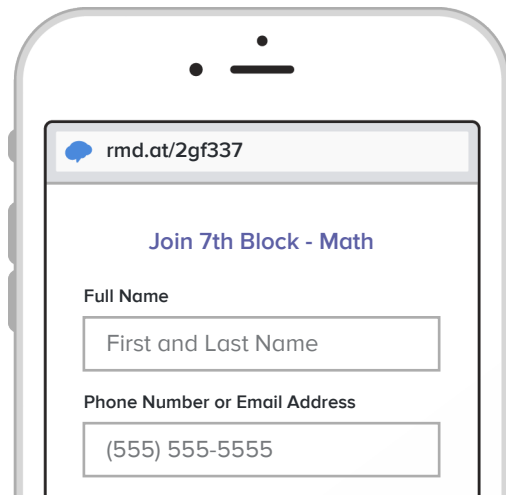 rmd.at/2gf337
Join 7th Block - Math
Full Name
First and Last Name
Phone Number or Email Address
(555) 555-5555